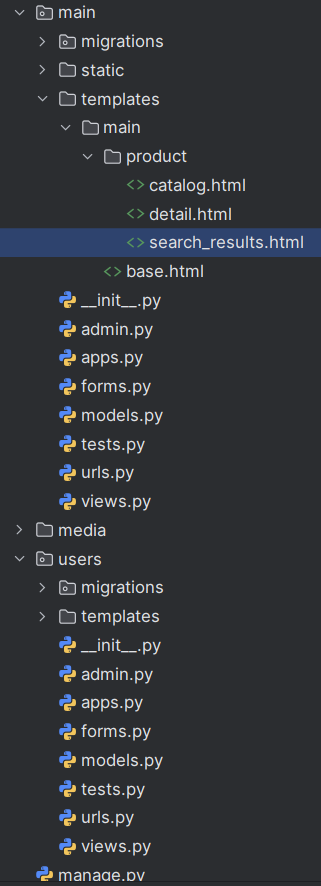 main
migrations
static
templates
main
product
catalog.html
detail.html
search_results.html
base.html
__init__.py
admin.py
apps.py
forms.py
models.py
tests.py
urls.py
views.py
media
users
migrations
templates
__init__.py
admin.py
apps.py
forms.py
models.py
tests.py
urls.py
views.py
manage.py